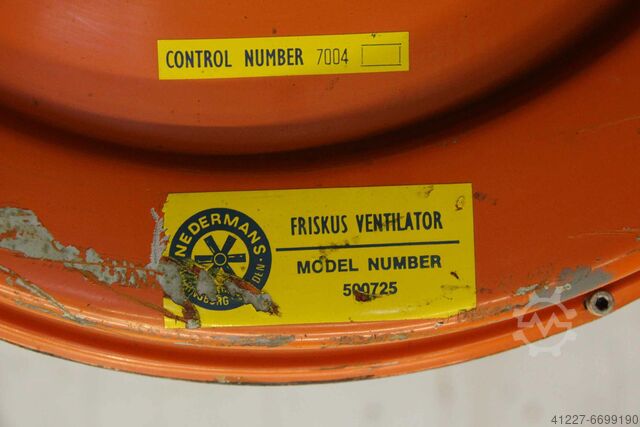 CONTROL NUMBER 7004
NEDERMANS
FRISKUS VENTILATOR
MODEL NUMBER
500725
41227-6699190